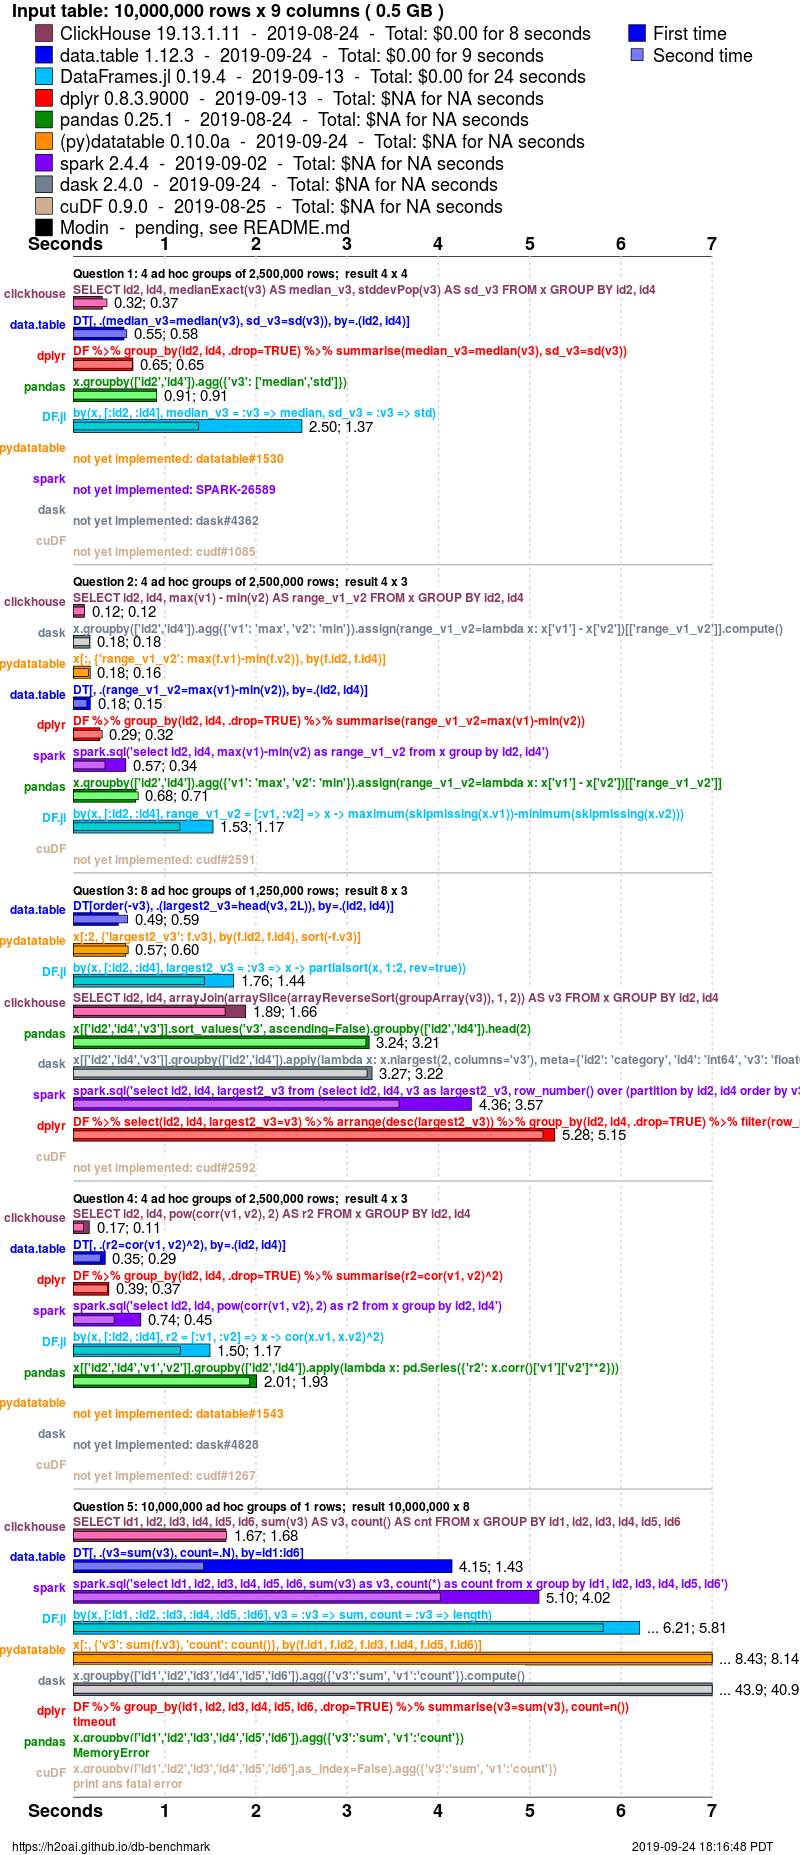 Input table: 10,000,000 rows x 9 columns ( 0.5 GB )
ClickHouse 19.13.1.11 - 2019-08-24 - Total: $0.00 for 8 seconds
First time
data.table 1.12.3 - 2019-09-24 - Total: $0.00 for 9 seconds
Second time
DataFrames.jl 0.19.4 - 2019-09-13 - Total: $0.00 for 24 seconds
dplyr 0.8.3.9000 - 2019-09-13 - Total: $NA for NA seconds
pandas 0.25.1 - 2019-08-24 - Total: $NA for NA seconds
(py)datatable 0.10.0a - 2019-09-24 - Total: $NA for NA seconds
spark 2.4.4 - 2019-09-02 - Total: $NA for NA seconds
dask 2.4.0 - 2019-09-24 - Total: $NA for NA seconds
cuDF 0.9.0 - 2019-08-25 - Total: $NA for NA seconds
Modin - pending, see README.md
Seconds 1 2 3 4 5 6 7
Question 1: 4 ad hoc groups of 2,500,000 rows; result 4 x 4
clickhouse SELECT id2, id4, medianExact(v3) AS median_v3, stddevPop(v3) AS sd_v3 FROM x GROUP BY id2, id4
0.32; 0.37
data.table DT[, .(median_v3=median(v3), sd_v3=sd(v3)), by=.(id2, id4)]
0.55; 0.58
dplyr DF %>% group_by(id2, id4, .drop=TRUE) %>% summarise(median_v3=median(v3), sd_v3=sd(v3))
0.65; 0.65
pandas x.groupby(['id2','id4']).agg({'v3': ['median','std']})
0.91; 0.91
DF.jl by(x, [:id2, :id4], median_v3 = :v3 => median, sd_v3 = :v3 => std)
2.50; 1.37
pydatatable
not yet implemented: datatable#1530
spark
not yet implemented: SPARK-26589
dask
not yet implemented: dask#4362
cuDF
not yet implemented: cudf#1085
Question 2: 4 ad hoc groups of 2,500,000 rows; result 4 x 3
clickhouse SELECT id2, id4, max(v1) - min(v2) AS range_v1_v2 FROM x GROUP BY id2, id4
0.12; 0.12
dask x.groupby(['id2','id4']).agg({'v1': 'max', 'v2': 'min'}).assign(range_v1_v2=lambda x: x['v1'] - x['v2'])[['range_v1_v2']].compute()
0.18; 0.18
pydatatable x[:, {'range_v1_v2': max(f.v1)-min(f.v2)}, by(f.id2, f.id4)]
0.18; 0.16
data.table DT[, .(range_v1_v2=max(v1)-min(v2)), by=.(id2, id4)]
0.18; 0.15
dplyr DF %>% group_by(id2, id4, .drop=TRUE) %>% summarise(range_v1_v2=max(v1)-min(v2))
0.29; 0.32
spark spark.sql('select id2, id4, max(v1)-min(v2) as range_v1_v2 from x group by id2, id4')
0.57; 0.34
pandas x.groupby(['id2','id4']).agg({'v1': 'max', 'v2': 'min'}).assign(range_v1_v2=lambda x: x['v1'] - x['v2'])[['range_v1_v2']]
0.68; 0.71
DF.jl by(x, [:id2, :id4], range_v1_v2 = [:v1, :v2] => x -> maximum(skipmissing(x.v1))-minimum(skipmissing(x.v2)))
1.53; 1.17
cuDF
not yet implemented: cudf#2591
Question 3: 8 ad hoc groups of 1,250,000 rows; result 8 x 3
data.table DT[order(-v3), .(largest2_v3=head(v3, 2L)), by=.(id2, id4)]
0.49; 0.59
pydatatable x[:2, {'largest2_v3': f.v3}, by(f.id2, f.id4), sort(-f.v3)]
0.57; 0.60
DF.jl by(x, [:id2, :id4], largest2_v3 = :v3 => x -> partialsort(x, 1:2, rev=true))
1.76; 1.44
clickhouse SELECT id2, id4, arrayJoin(arraySlice(arrayReverseSort(groupArray(v3)), 1, 2)) AS v3 FROM x GROUP BY id2, id4
1.89; 1.66
pandas x[['id2','id4','v3']].sort_values('v3', ascending=False).groupby(['id2','id4']).head(2)
3.24; 3.21
dask x[['id2','id4','v3']].groupby(['id2','id4']).apply(lambda x: x.nlargest(2, columns='v3'), meta={'id2': 'category', 'id4': 'int64', 'v3': 'float
3.27; 3.22
spark spark.sql('select id2, id4, largest2_v3 from (select id2, id4, v3 as largest2_v3, row_number() over (partition by id2, id4 order by v3
4.36; 3.57
dplyr DF %>% select(id2, id4, largest2_v3=v3) %>% arrange(desc(largest2_v3)) %>% group_by(id2, id4, .drop=TRUE) %>% filter(row_
5.28; 5.15
cuDF
not yet implemented: cudf#2592
Question 4: 4 ad hoc groups of 2,500,000 rows; result 4 x 3
clickhouse SELECT id2, id4, pow(corr(v1, v2), 2) AS r2 FROM x GROUP BY id2, id4
0.17; 0.11
data.table DT[, .(r2=cor(v1, v2)^2), by=.(id2, id4)]
0.35; 0.29
dplyr DF %>% group_by(id2, id4, .drop=TRUE) %>% summarise(r2=cor(v1, v2)^2)
0.39; 0.37
spark spark.sql('select id2, id4, pow(corr(v1, v2), 2) as r2 from x group by id2, id4')
0.74; 0.45
DF.jl by(x, [:id2, :id4], r2 = [:v1, :v2] => x -> cor(x.v1, x.v2)^2)
1.50; 1.17
pandas x[['id2','id4','v1','v2']].groupby(['id2','id4']).apply(lambda x: pd.Series({'r2': x.corr()['v1']['v2']**2}))
2.01; 1.93
pydatatable
not yet implemented: datatable#1543
dask
not yet implemented: dask#4828
cuDF
not yet implemented: cudf#1267
Question 5: 10,000,000 ad hoc groups of 1 rows; result 10,000,000 x 8
clickhouse SELECT id1, id2, id3, id4, id5, id6, sum(v3) AS v3, count() AS cnt FROM x GROUP BY id1, id2, id3, id4, id5, id6
1.67; 1.68
data.table DT[, .(v3=sum(v3), count=.N), by=id1:id6]
4.15; 1.43
spark spark.sql('select id1, id2, id3, id4, id5, id6, sum(v3) as v3, count(*) as count from x group by id1, id2, id3, id4, id5, id6')
5.10; 4.02
DF.jl by(x, [:id1, :id2, :id3, :id4, :id5, :id6], v3 = :v3 => sum, count = :v3 => length)
... 6.21; 5.81
pydatatable x[:, {'v3': sum(f.v3), 'count': count()}, by(f.id1, f.id2, f.id3, f.id4, f.id5, f.id6)]
... 8.43; 8.14
dask x.groupby(['id1','id2','id3','id4','id5','id6']).agg({'v3':'sum', 'v1':'count'}).compute()
... 43.9; 40.9
dplyr DF %>% group_by(id1, id2, id3, id4, id5, id6, .drop=TRUE) %>% summarise(v3=sum(v3), count=n())
timeout
pandas x.groupby(['id1','id2','id3','id4','id5','id6']).agg({'v3':'sum', 'v1':'count'})
MemoryError
cuDF x.groupby(['id1','id2','id3','id4','id5','id6'],as_index=False).agg({'v3':'sum', 'v1':'count'})
print ans fatal error
Seconds 1 2 3 4 5 6 7
https://h2oai.github.io/db-benchmark
2019-09-24 18:16:48 PDT